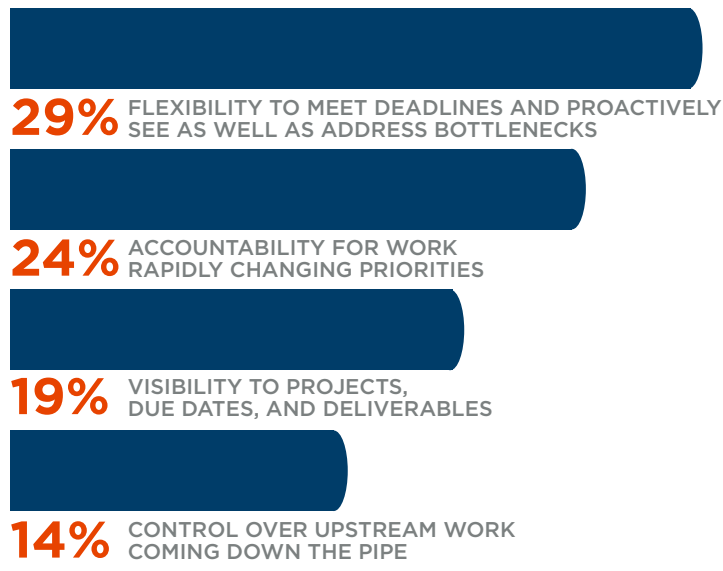 29% FLEXIBILITY TO MEET DEADLINES AND PROACTIVELY
SEE AS WELL AS ADDRESS BOTTLENECKS
24% ACCOUNTABILITY FOR WORK
RAPIDLY CHANGING PRIORITIES
19% VISIBILITY TO PROJECTS,
DUE DATES, AND DELIVERABLES
14% CONTROL OVER UPSTREAM WORK
COMING DOWN THE PIPE